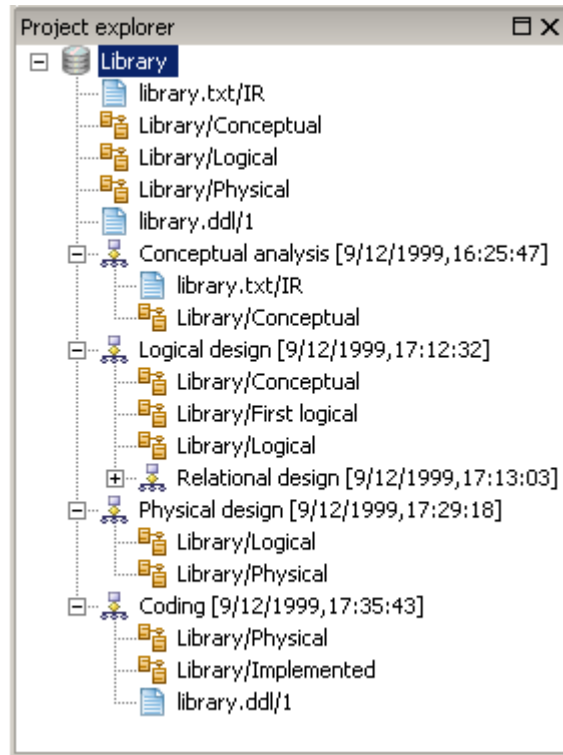 Project explorer
Library
library.txt/IR
Library/Conceptual
Library/Logical
Library/Physical
library.ddl/1
Conceptual analysis [9/12/1999,16:25:47]
library.txt/IR
Library/Conceptual
Logical design [9/12/1999,17:12:32]
Library/Conceptual
Library/First logical
Library/Logical
Relational design [9/12/1999,17:13:03]
Physical design [9/12/1999,17:29:18]
Library/Logical
Library/Physical
Coding [9/12/1999,17:35:43]
Library/Physical
Library/Implemented
library.ddl/1